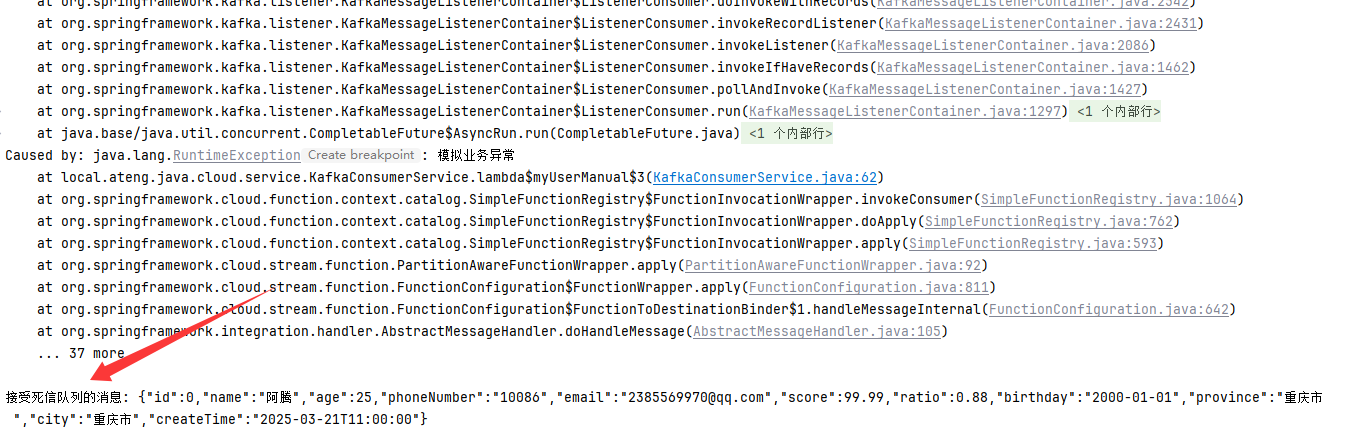 at org.springframework.kafka.listener.KafkaMessageListenerContainer$ListenerConsumer.doInvokeWithRecords(KafkaMessageListenerContainer.java:2342)
at org.springframework.kafka.listener.KafkaMessageListenerContainer$ListenerConsumer.invokeRecordListener(KafkaMessageListenerContainer.java:2431)
at org.springframework.kafka.listener.KafkaMessageListenerContainer$ListenerConsumer.invokeListener(KafkaMessageListenerContainer.java:2086)
at org.springframework.kafka.listener.KafkaMessageListenerContainer$ListenerConsumer.invokeIfHaveRecords(KafkaMessageListenerContainer.java:1462)
at org.springframework.kafka.listener.KafkaMessageListenerContainer$ListenerConsumer.pollAndInvoke(KafkaMessageListenerContainer.java:1427)
at org.springframework.kafka.listener.KafkaMessageListenerContainer$ListenerConsumer.run(KafkaMessageListenerContainer.java:1297) <1 个内部行>
at java.base/java.util.concurrent.CompletableFuture$AsyncRun.run(CompletableFuture.java) <1 个内部行>
Caused by: java.lang.RuntimeException Create breakpoint : 模拟业务异常
at local.ateng.java.cloud.service.KafkaConsumerService.lambda$myUserManual$3(KafkaConsumerService.java:62)
at org.springframework.cloud.function.context.catalog.SimpleFunctionRegistry$FunctionInvocationWrapper.invokeConsumer(SimpleFunctionRegistry.java:1064)
at org.springframework.cloud.function.context.catalog.SimpleFunctionRegistry$FunctionInvocationWrapper.doApply(SimpleFunctionRegistry.java:762)
at org.springframework.cloud.function.context.catalog.SimpleFunctionRegistry$FunctionInvocationWrapper.apply(SimpleFunctionRegistry.java:593)
at org.springframework.cloud.stream.function.PartitionAwareFunctionWrapper.apply(PartitionAwareFunctionWrapper.java:92)
at org.springframework.cloud.stream.function.FunctionConfiguration$FunctionWrapper.apply(FunctionConfiguration.java:811)
at org.springframework.cloud.stream.function.FunctionConfiguration$FunctionToDestinationBinder$1.handleMessageInternal(FunctionConfiguration.java:642)
at org.springframework.integration.handler.AbstractMessageHandler.doHandleMessage(AbstractMessageHandler.java:105)
... 37 more
接受死信队列的消息: {"id":0,"name":"阿腾","age":25,"phoneNumber":"10086","email":"2385569970@qq.com","score":99.99,"ratio":0.88,"birthday":"2000-01-01","province":"重庆市
","city":"重庆市","createTime":"2025-03-21T11:00:00"}